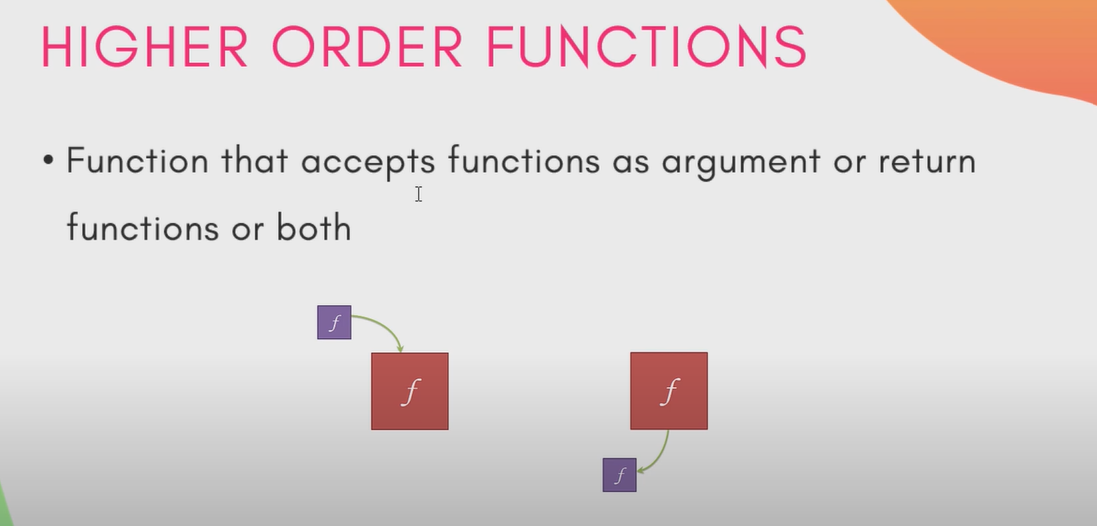 HIGHER ORDER FUNCTIONS
• Function that accepts functions as argument or return
functions or both
f
f
f
f